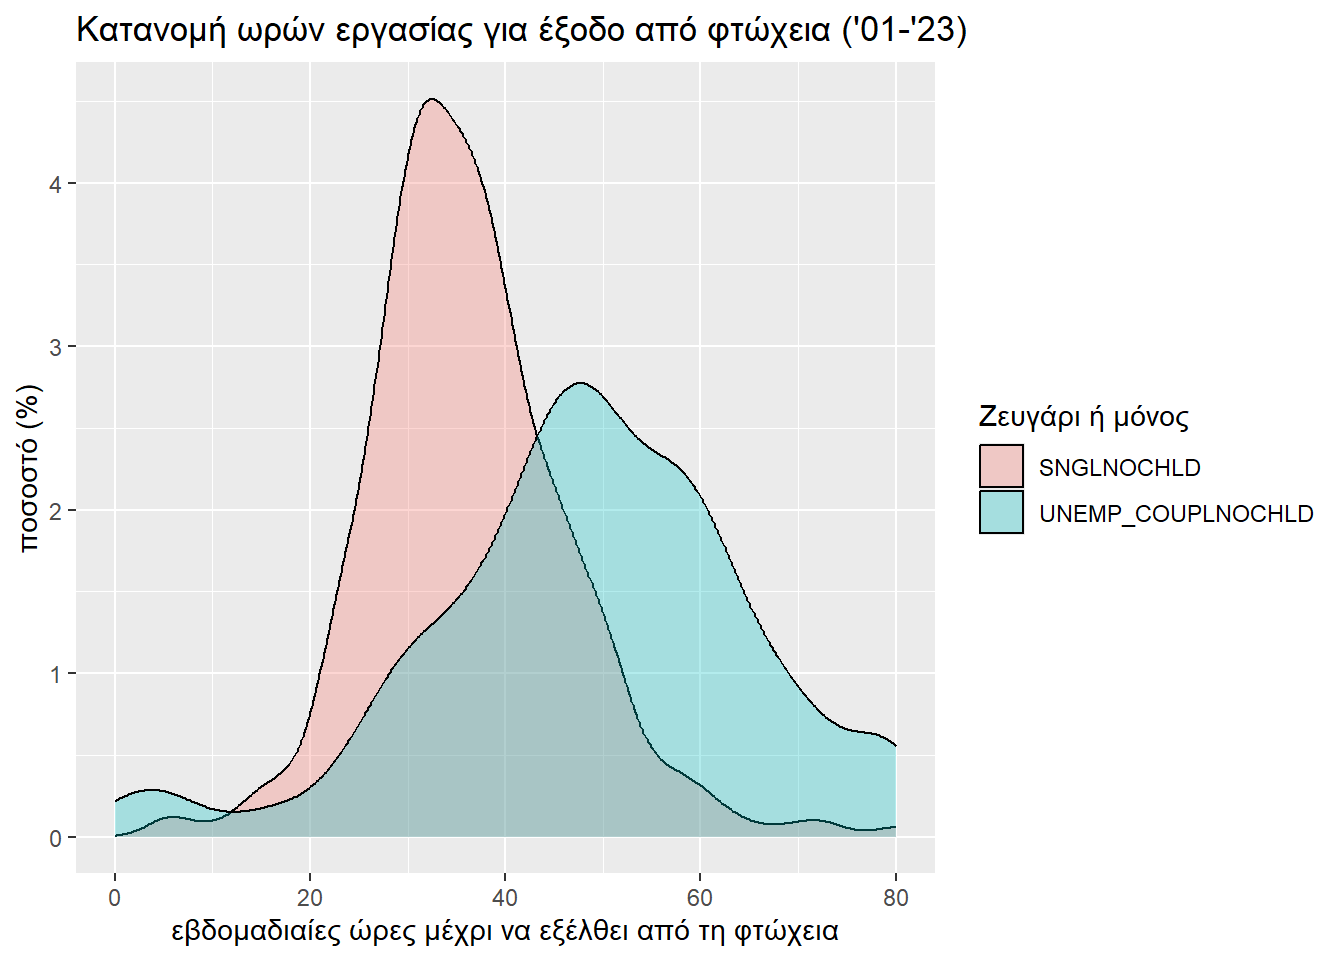 Κατανομή ωρών εργασίας για έξοδο από φτώχεια ('01-'23)
ποσοστό (%)
4
3
2
1
0
0 20 40 60 80
εβδομαδιαίες ώρες μέχρι να εξέλθει από τη φτώχεια
Ζευγάρι ή μόνος
SNGLNOCHLD
UNEMP_COUPLNOCHLD